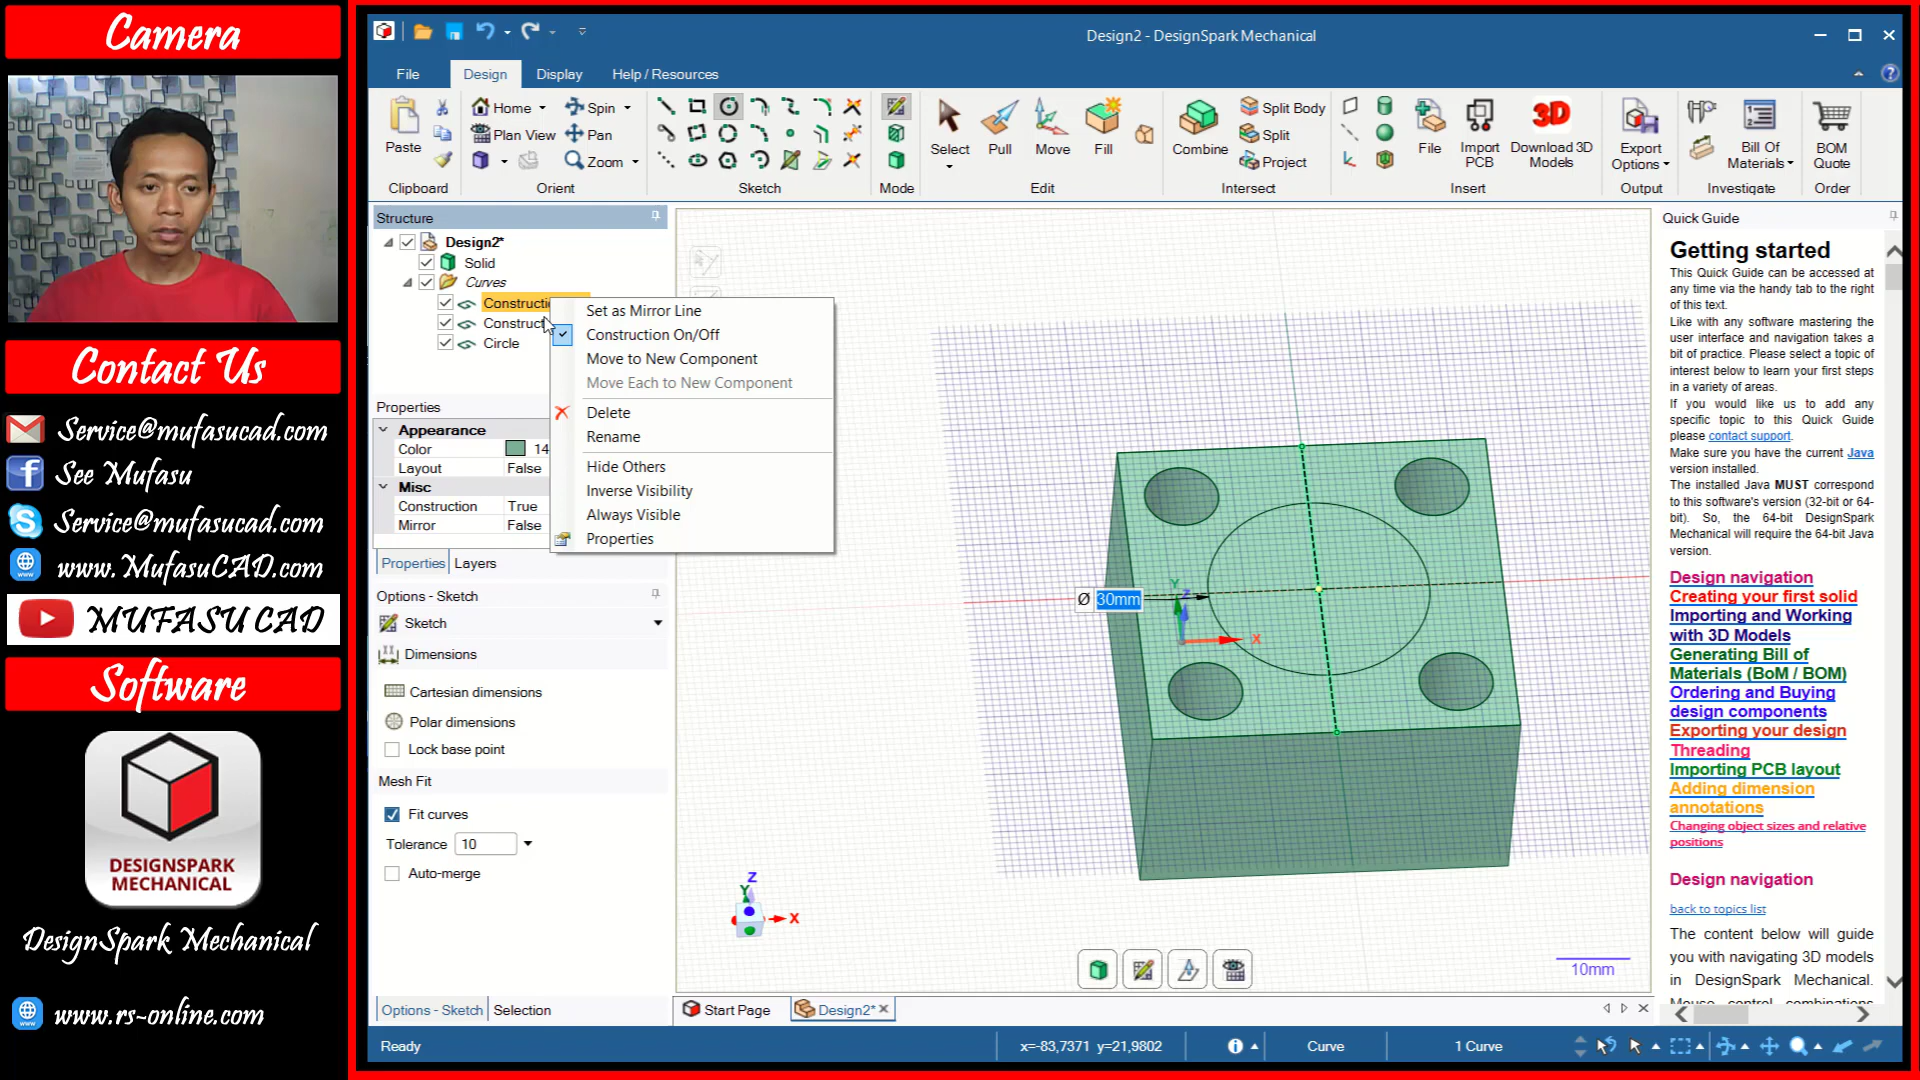 Camera
Contact Us
Service@mufasucad.com
See Mufasu
Service@mufasucad.com
www.MufasuCAD.com
MUFASU CAD
Software
DESIGNSPARK
MECHANICAL
DesignSpark Mechanical
www.rs-online.com
Design2 - DesignSpark Mechanical
File
Design
Display
Help / Resources
Paste
Clipboard
Home
Spin
Plan View
Pan
Zoom
Orient
Sketch
Mode
Select
Pull
Move
Fill
Edit
Combine
Split Body
Split
Project
Intersect
File
Import
PCB
3D
Download 3D
Models
Insert
Export
Options
Output
Bill Of
Materials
Investigate
BOM
Quote
Order
Structure
Design2*
Solid
Curves
Constructi
Construct
Circle
Set as Mirror Line
Construction On/Off
Move to New Component
Move Each to New Component
Delete
Rename
Hide Others
Inverse Visibility
Always Visible
Properties
Properties
Appearance
Color 14
Layout False
Misc
Construction True
Mirror False
Properties
Layers
Options - Sketch
Sketch
Dimensions
Cartesian dimensions
Polar dimensions
Lock base point
Mesh Fit
Fit curves
Tolerance 10
Auto-merge
Options - Sketch
Selection
Ø 30mm
Y
Z
X
Z
Y
X
10mm
Start Page
Design2*
Quick Guide
Getting started
This Quick Guide can be accessed at
any time via the handy tab to the right
of this text.
Like with any software mastering the
user interface and navigation takes a
bit of practice. Please select a topic of
interest below to learn your first steps
in a variety of areas.
If you would like us to add any
specific topic to this Quick Guide
please contact support.
Make sure you have the current Java
version installed.
The installed Java MUST correspond
to this software's version (32-bit or 64-
bit). So, the 64-bit DesignSpark
Mechanical will require the 64-bit Java
version.
Design navigation
Creating your first solid
Importing and Working
with 3D Models
Generating Bill of
Materials (BoM / BOM)
Ordering and Buying
design components
Exporting your design
Threading
Importing PCB layout
Adding dimension
annotations
Changing object sizes and relative
positions
Design navigation
back to topics list
The content below will guide
you with navigating 3D models
in DesignSpark Mechanical.
Mouse control combinations
Ready
x=-83,7371 y=21,9802
Curve
1 Curve